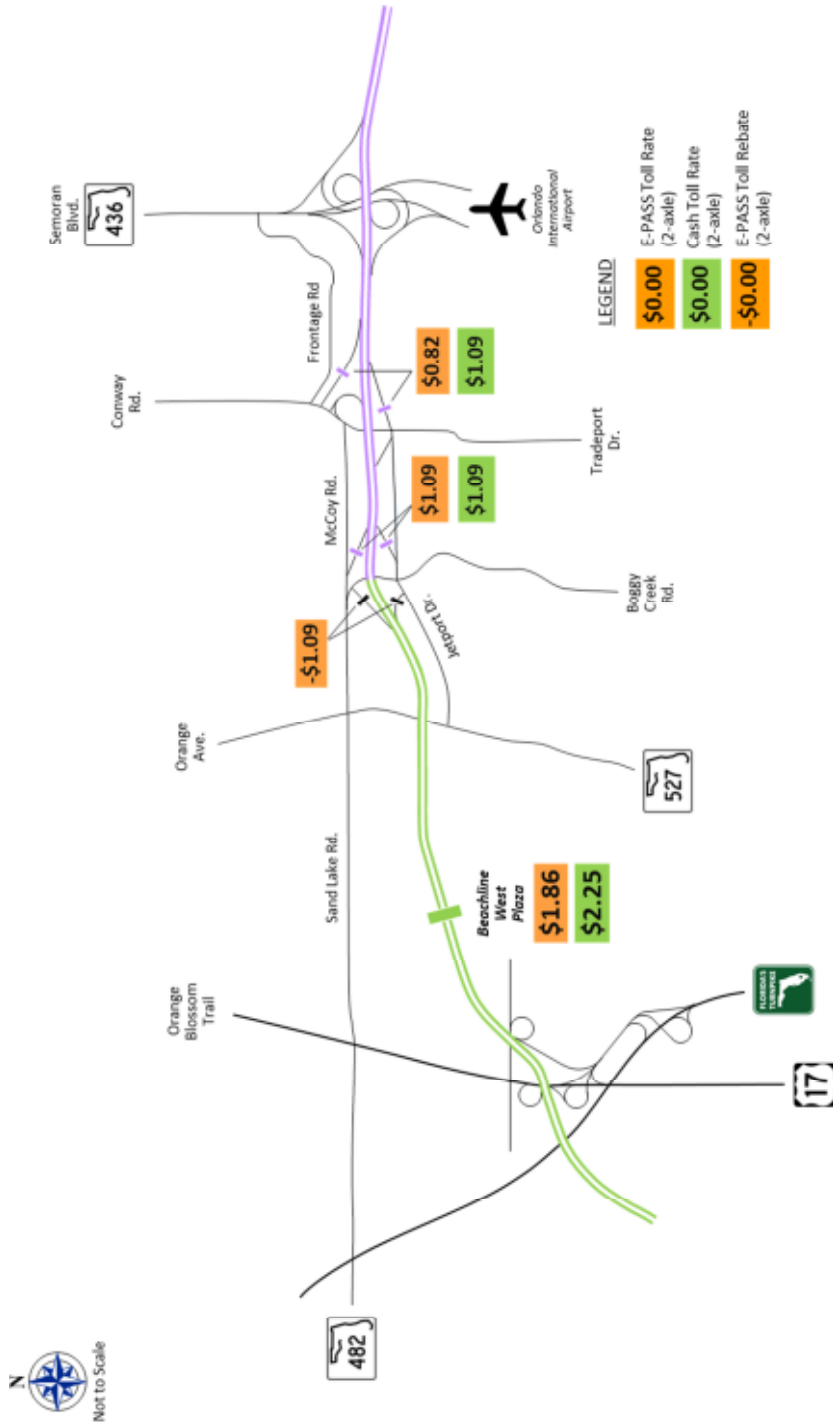 N
Not to Scale
482
Sand Lake Rd.
Orange
Blossom
Trail
Orange
Ave.
-$1.09
McCoy Rd.
Conway
Rd.
Frontage Rd
Semoran
Blvd.
436
Orlando
International
Airport
$0.82
$1.09
$1.09
$1.09
Tradeport
Dr.
Boggy
Creek
Rd.
Jetport Dr.
527
Beachline
West
Plaza
$1.86
$2.25
FLORIDA'S
TURNPIKE
17
LEGEND
$0.00
E-PASS Toll Rate
(2-axle)
$0.00
Cash Toll Rate
(2-axle)
-$0.00
E-PASS Toll Rebate
(2-axle)